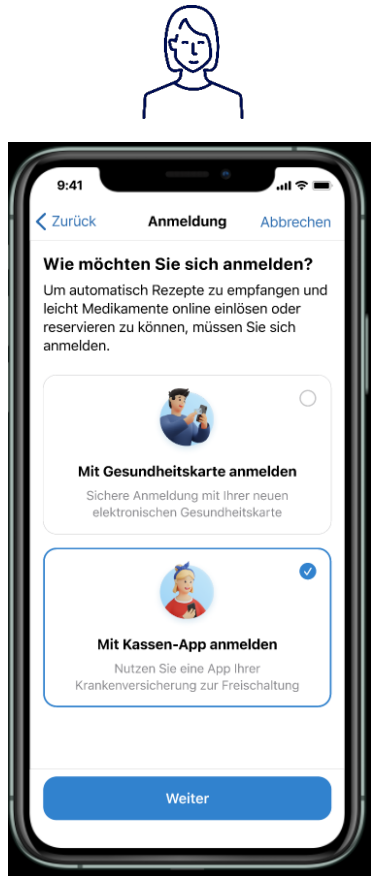 9:41
Zurück Anmeldung Abbrechen
Wie möchten Sie sich anmelden?
Um automatisch Rezepte zu empfangen und
leicht Medikamente online einlösen oder
reservieren zu können, müssen Sie sich
anmelden.
Mit Gesundheitskarte anmelden
Sichere Anmeldung mit Ihrer neuen
elektronischen Gesundheitskarte
Mit Kassen-App anmelden
Nutzen Sie eine App Ihrer
Krankenversicherung zur Freischaltung
Weiter